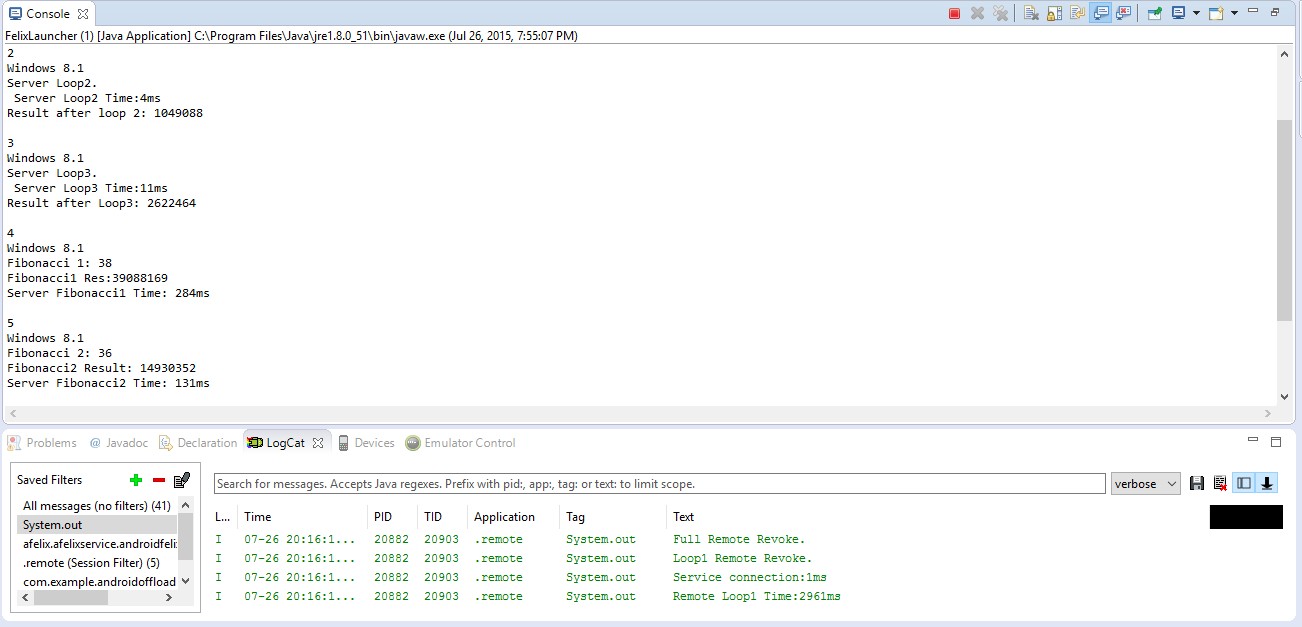 Console
FelixLauncher (1) [Java Application] C:\Program Files\Java\jre1.8.0_51\bin\javaw.exe (Jul 26, 2015, 7:55:07 PM)
2
Windows 8.1
Server Loop2.
Server Loop2 Time:4ms
Result after loop 2: 1049088
3
Windows 8.1
Server Loop3.
Server Loop3 Time:11ms
Result after Loop3: 2622464
4
Windows 8.1
Fibonacci 1: 38
Fibonacci1 Res:39088169
Server Fibonacci1 Time: 284ms
5
Windows 8.1
Fibonacci 2: 36
Fibonacci2 Result: 14930352
Server Fibonacci2 Time: 131ms
Problems @ Javadoc Declaration LogCat Devices Emulator Control
Saved Filters
All messages (no filters) (41)
System.out
afelix.afelixservice.androidfeli
.remote (Session Filter) (5)
com.example.androidoffload
Search for messages. Accepts Java regexes. Prefix with pid:, app:, tag: or text: to limit scope.
verbose
L... Time PID TID Application Tag Text
I 07-26 20:16:1... 20882 20903 .remote System.out Full Remote Revoke.
I 07-26 20:16:1... 20882 20903 .remote System.out Loop1 Remote Revoke.
I 07-26 20:16:1... 20882 20903 .remote System.out Service connection:1ms
I 07-26 20:16:1... 20882 20903 .remote System.out Remote Loop1 Time:2961ms